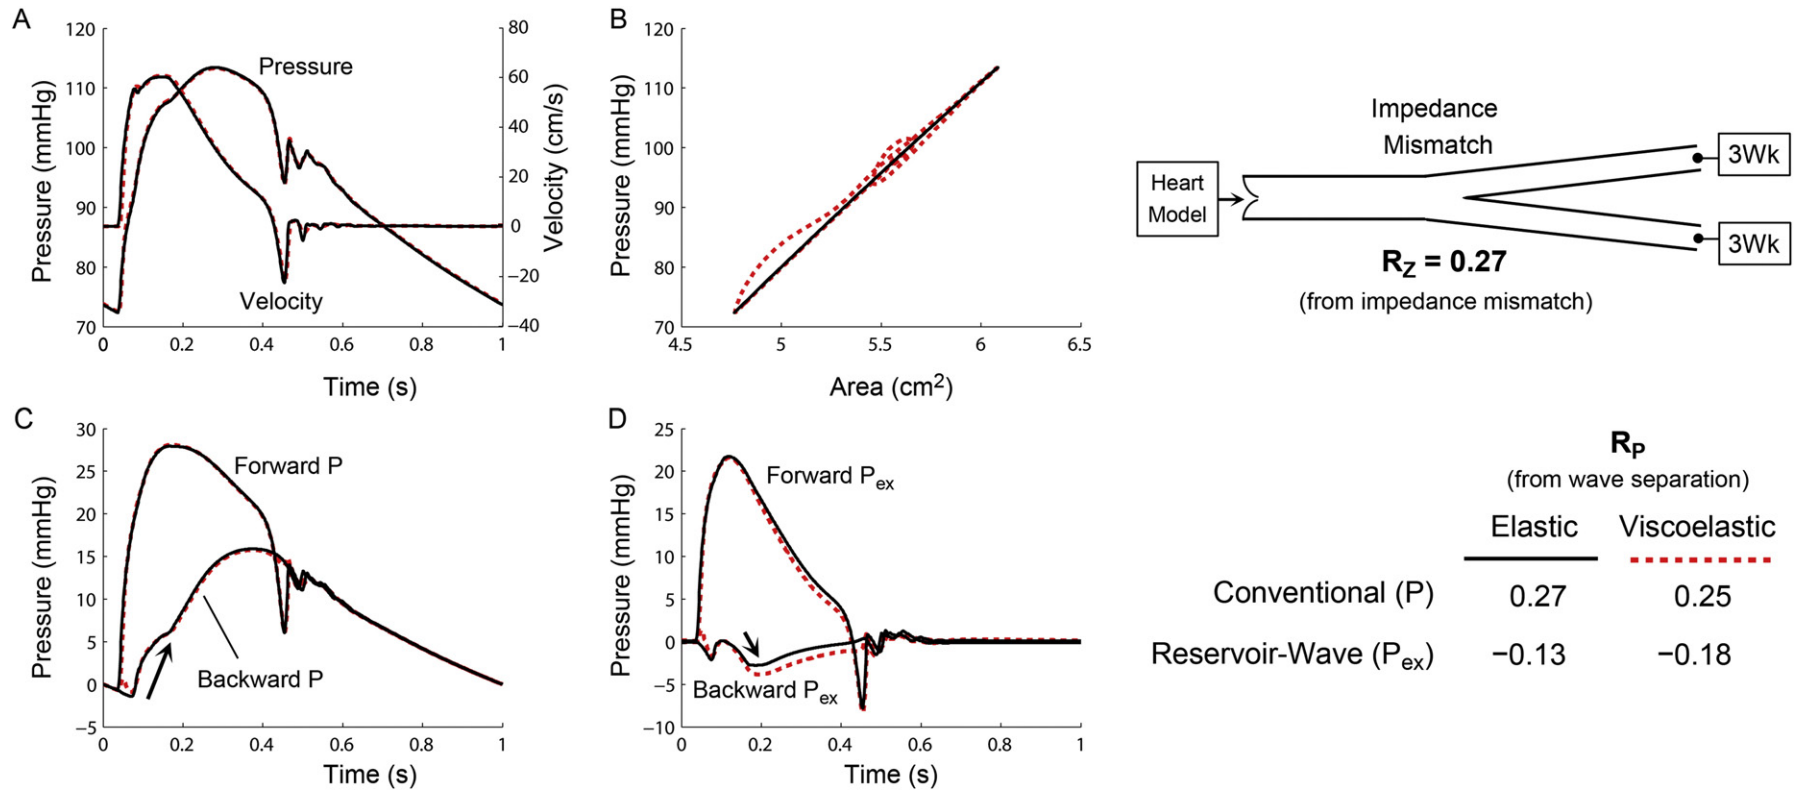 A
Pressure (mmHg)
120
110
100
90
80
70
80
60
40
20
0
−20
−40
Velocity (cm/s)
Pressure
Velocity
0
0.2
0.4
0.6
0.8
1
Time (s)
B
Pressure (mmHg)
120
110
100
90
80
70
4.5
5
5.5
6
6.5
Area (cm²)
Impedance
Mismatch
Heart
Model
3Wk
3Wk
R_Z = 0.27
(from impedance mismatch)
C
Pressure (mmHg)
30
25
20
15
10
5
0
−5
Forward P
Backward P
0
0.2
0.4
0.6
0.8
1
Time (s)
D
Pressure (mmHg)
25
20
15
10
5
0
−5
−10
Forward P_ex
Backward P_ex
0
0.2
0.4
0.6
0.8
1
Time (s)
R_P
(from wave separation)
Elastic Viscoelastic
Conventional (P) 0.27 0.25
Reservoir-Wave (P_ex) −0.13 −0.18